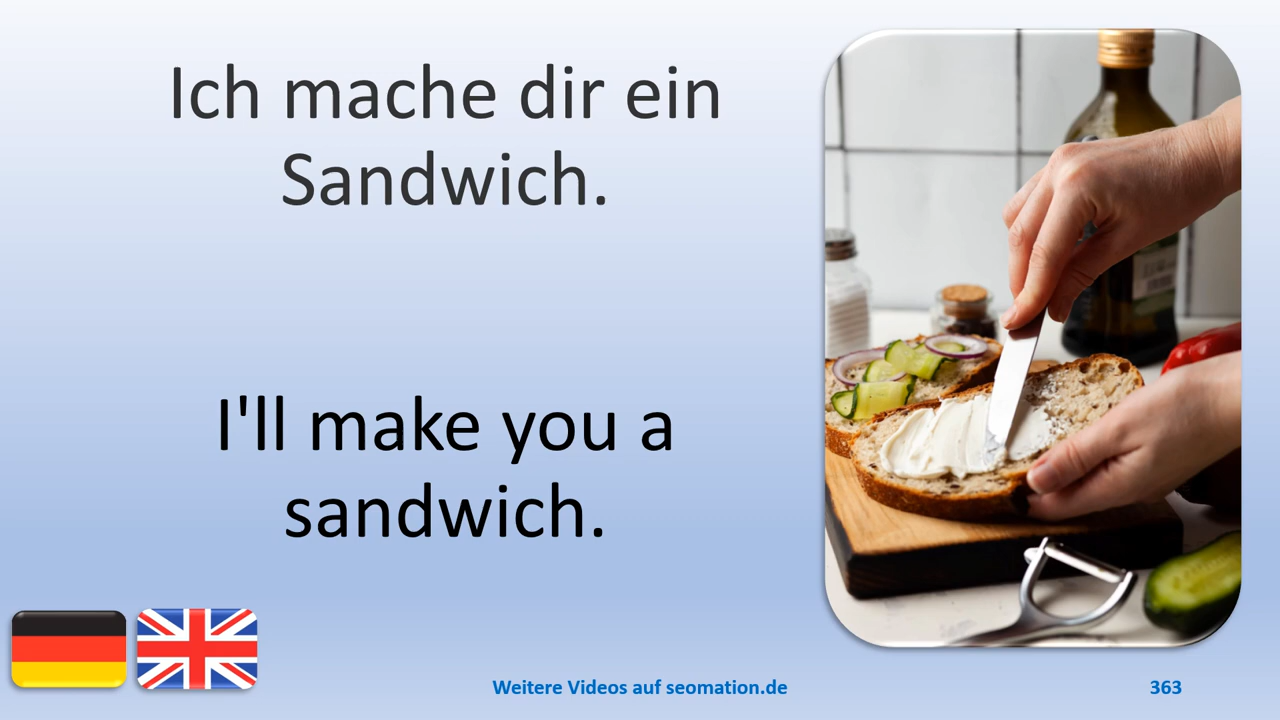 Ich mache dir ein
Sandwich.
I'll make you a
sandwich.
Weitere Videos auf seomation.de
363